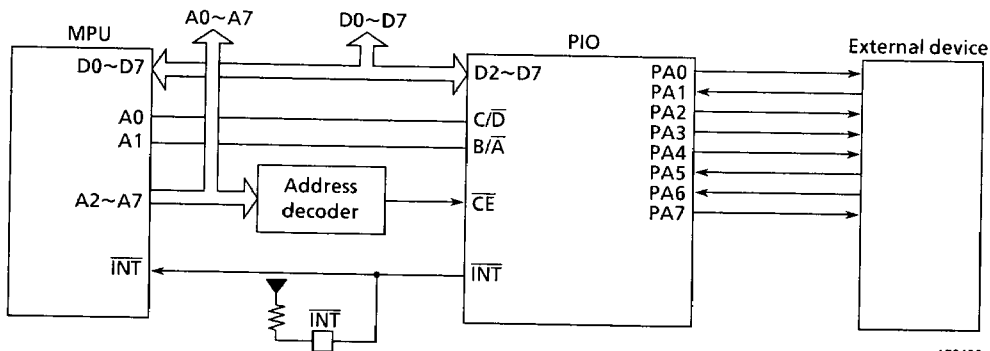 A0~A7
D0~D7
MPU
PIO
External device
D0~D7
A0
A1
A2~A7
INT
Address
decoder
D2~D7
C/D
B/A
CE
INT
INT
PA0
PA1
PA2
PA3
PA4
PA5
PA6
PA7